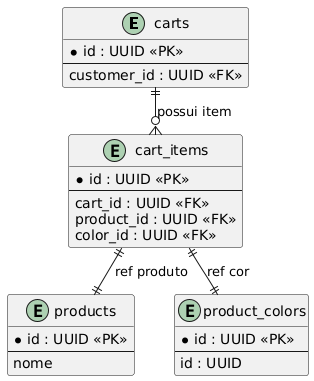 E carts
* id : UUID «PK»
customer_id : UUID «FK»
possui item
E cart_items
* id : UUID «PK»
cart_id : UUID «FK»
product_id : UUID «FK»
color_id : UUID «FK»
ref produto
ref cor
E products
* id : UUID «PK»
nome
E product_colors
* id : UUID «PK»
id : UUID